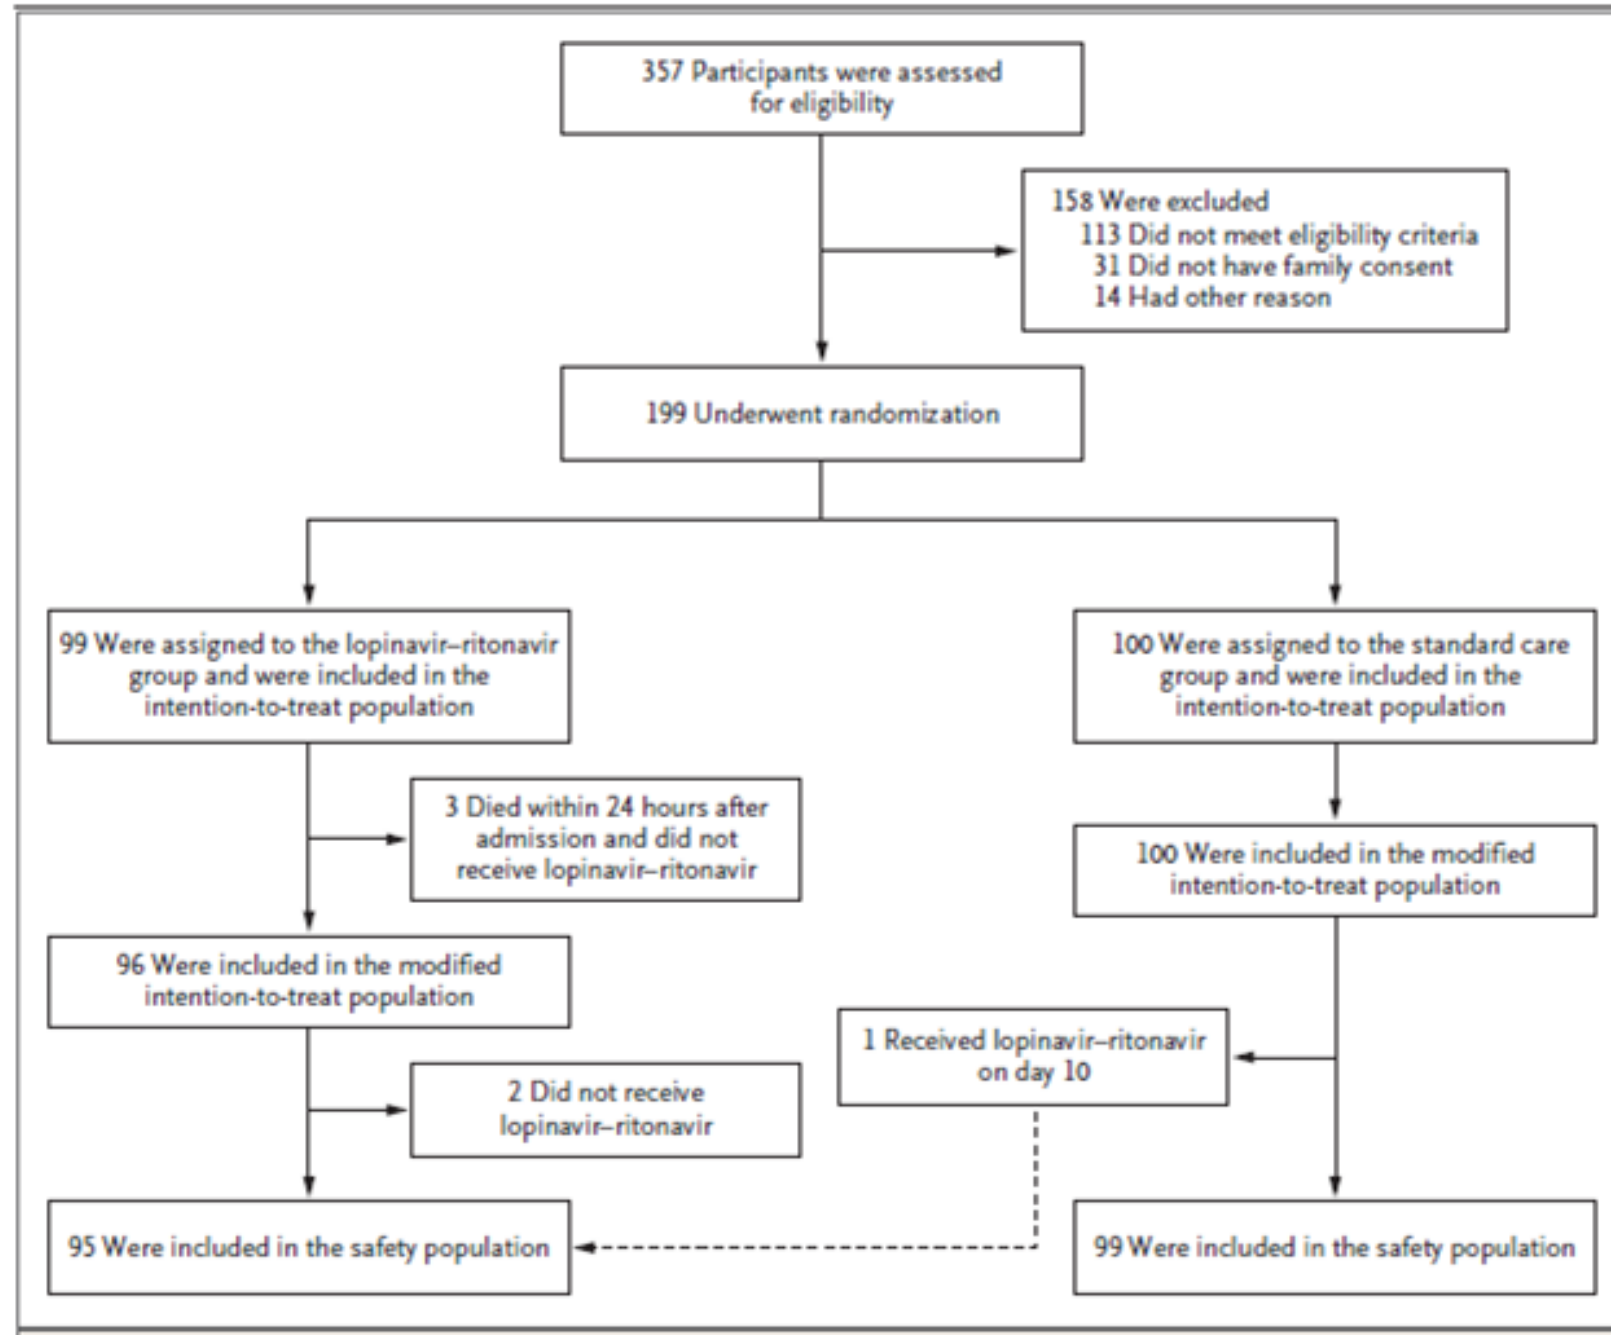 357 Participants were assessed
for eligibility
158 Were excluded
113 Did not meet eligibility criteria
31 Did not have family consent
14 Had other reason
199 Underwent randomization
99 Were assigned to the lopinavir–ritonavir
group and were included in the
intention-to-treat population
100 Were assigned to the standard care
group and were included in the
intention-to-treat population
3 Died within 24 hours after
admission and did not
receive lopinavir–ritonavir
100 Were included in the modified
intention-to-treat population
96 Were included in the modified
intention-to-treat population
1 Received lopinavir–ritonavir
on day 10
2 Did not receive
lopinavir–ritonavir
95 Were included in the safety population
99 Were included in the safety population